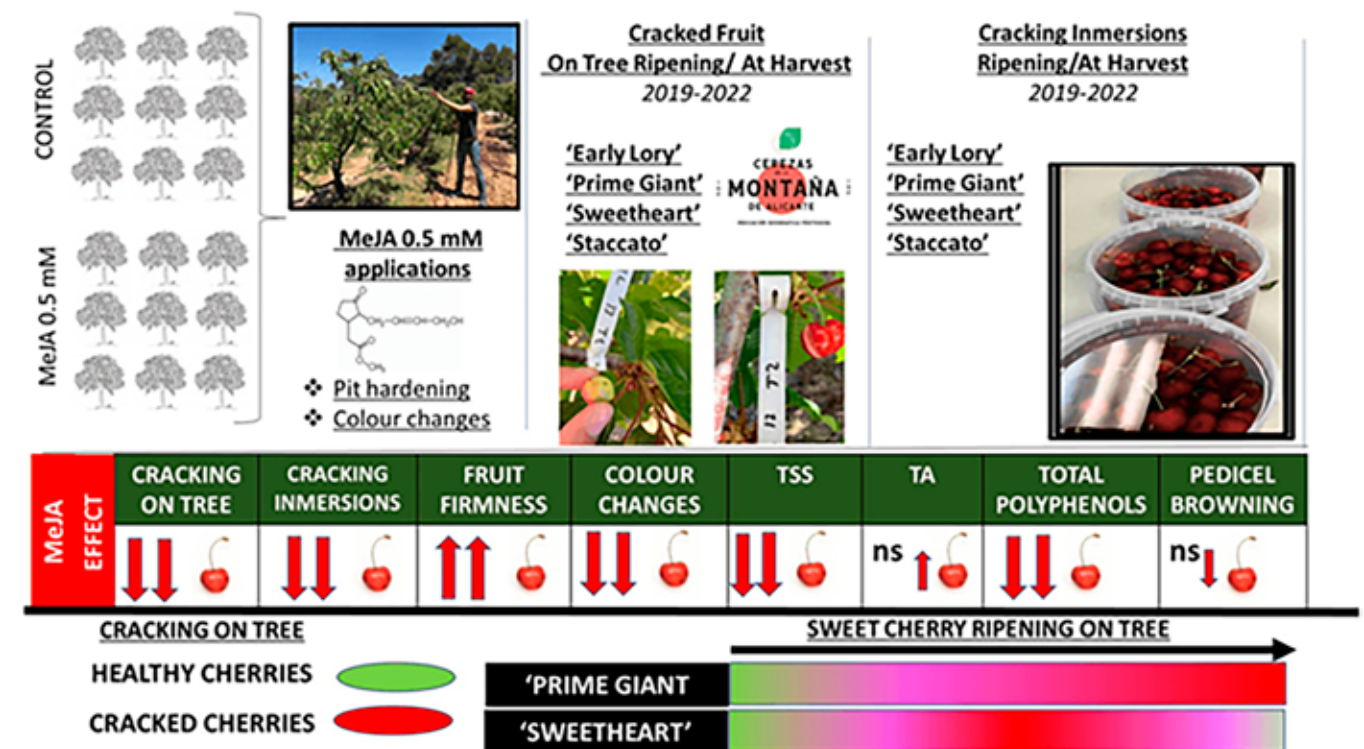 CONTROL
MeJA 0.5 mM
MeJA 0.5 mM
applications
Pit hardening
Colour changes
Cracked Fruit
On Tree Ripening/ At Harvest
2019-2022
'Early Lory'
'Prime Giant'
'Sweetheart'
'Staccato'
CEREZAS
MONTAÑA
DE ALICANTE
Cracking Inmersions
Ripening/At Harvest
2019-2022
'Early Lory'
'Prime Giant'
'Sweetheart'
'Staccato'
MeJA
EFFECT
CRACKING
ON TREE
CRACKING
INMERSIONS
FRUIT
FIRMNESS
COLOUR
CHANGES
TSS
TA
TOTAL
POLYPHENOLS
PEDICEL
BROWNING
ns
ns
CRACKING ON TREE
HEALTHY CHERRIES
CRACKED CHERRIES
SWEET CHERRY RIPENING ON TREE
'PRIME GIANT
'SWEETHEART'